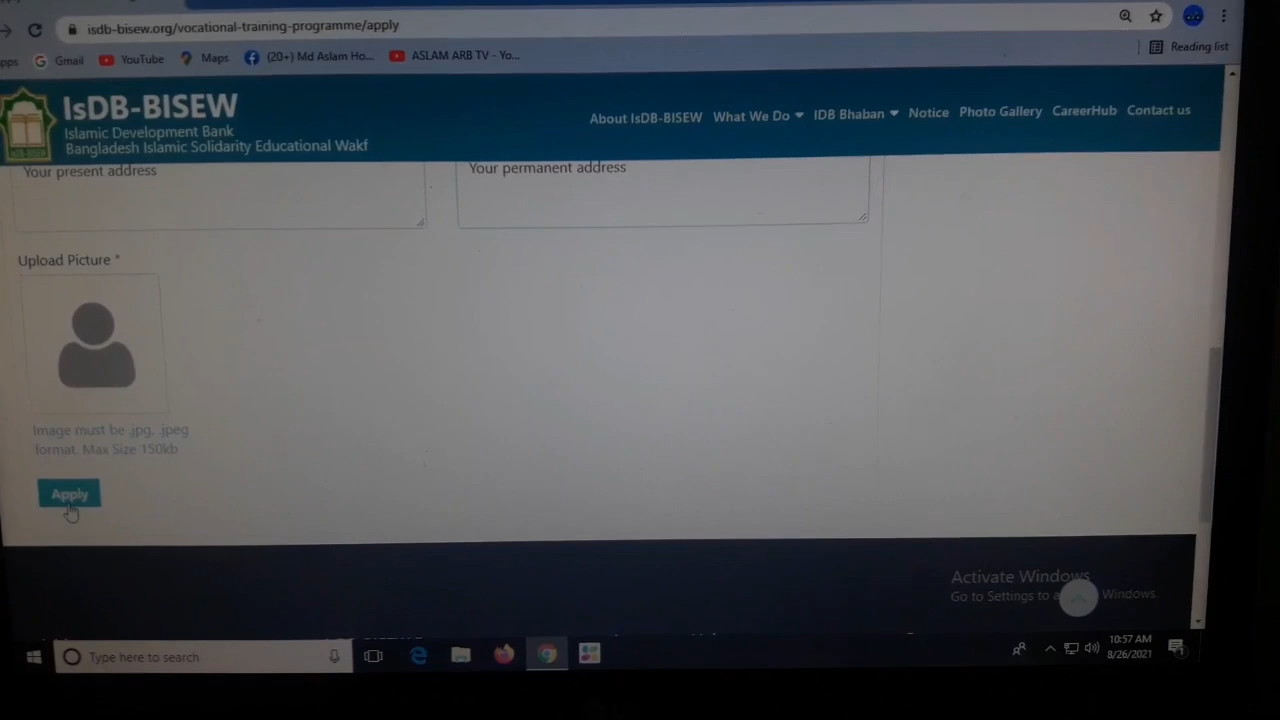 isdb-bisew.org/vocational-training-programme/apply
pps
Gmail
YouTube
Maps
(20+) Md Aslam Ho...
ASLAM ARB TV - Yo...
Reading list
IsDB-BISEW
Islamic Development Bank
Bangladesh Islamic Solidarity Educational Wakf
About IsDB-BISEW
What We Do
IDB Bhaban
Notice
Photo Gallery
CareerHub
Contact us
Your present address
Your permanent address
Upload Picture *
Image must be .jpg, .jpeg
format. Max Size 150kb
Apply
Activate Windows
Go to Settings to a Windows.
Type here to search
10:57 AM
8/26/2021
1